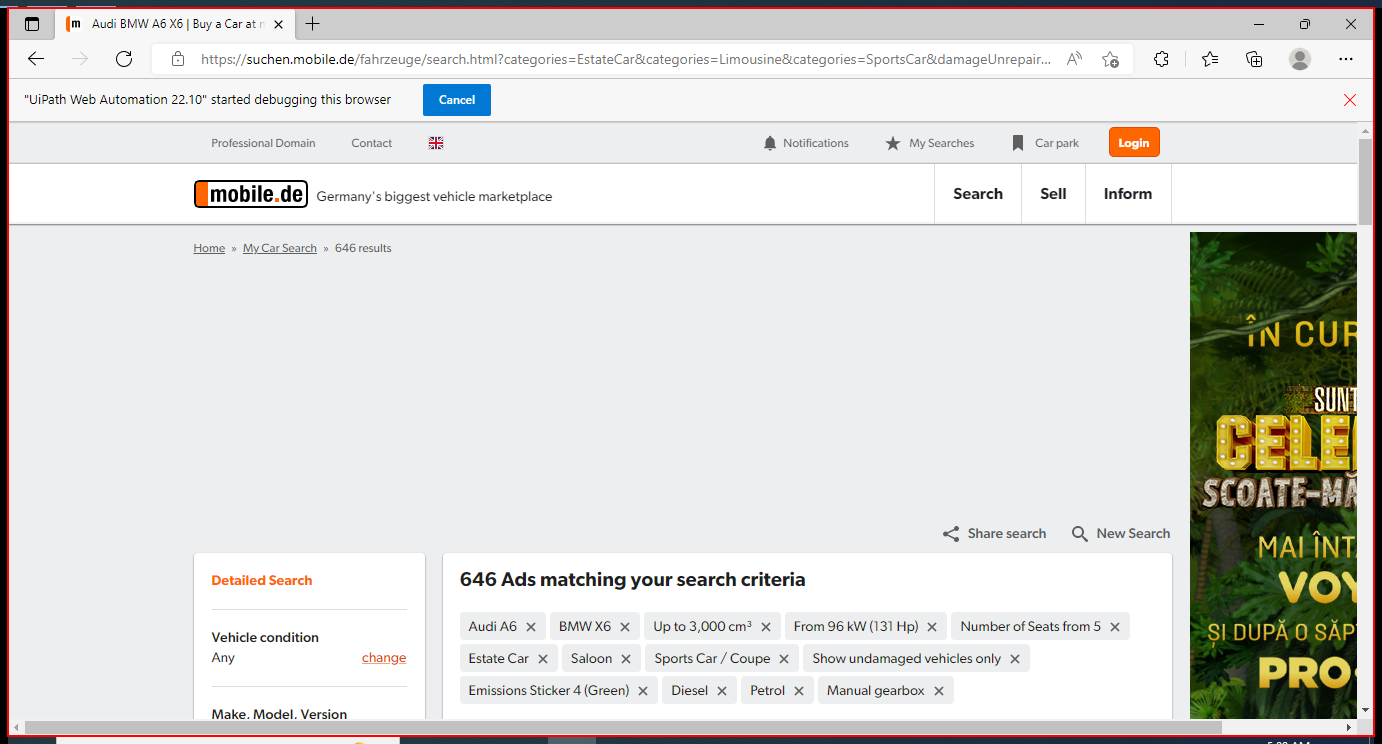 Audi BMW A6 X6 | Buy a Car at
https://suchen.mobile.de/fahrzeuge/search.html?categories=EstateCar&categories=Limousine&categories=SportsCar&damageUnrepair...
"UiPath Web Automation 22.10" started debugging this browser
Cancel
Professional Domain
Contact
Notifications
My Searches
Car park
Login
mobile.de
Germany's biggest vehicle marketplace
Search
Sell
Inform
Home » My Car Search » 646 results
ÎN CUR
SUNT
CELE
SCOATE-MĂ
MAI ÎNT
VOY
ȘI DUPĂ O SĂP
PRO
Share search
New Search
Detailed Search
Vehicle condition
Any
change
Make, Model, Version
646 Ads matching your search criteria
Audi A6 ×
BMW X6 ×
Up to 3,000 cm³ ×
From 96 kW (131 Hp) ×
Number of Seats from 5 ×
Estate Car ×
Saloon ×
Sports Car / Coupe ×
Show undamaged vehicles only ×
Emissions Sticker 4 (Green) ×
Diesel ×
Petrol ×
Manual gearbox ×